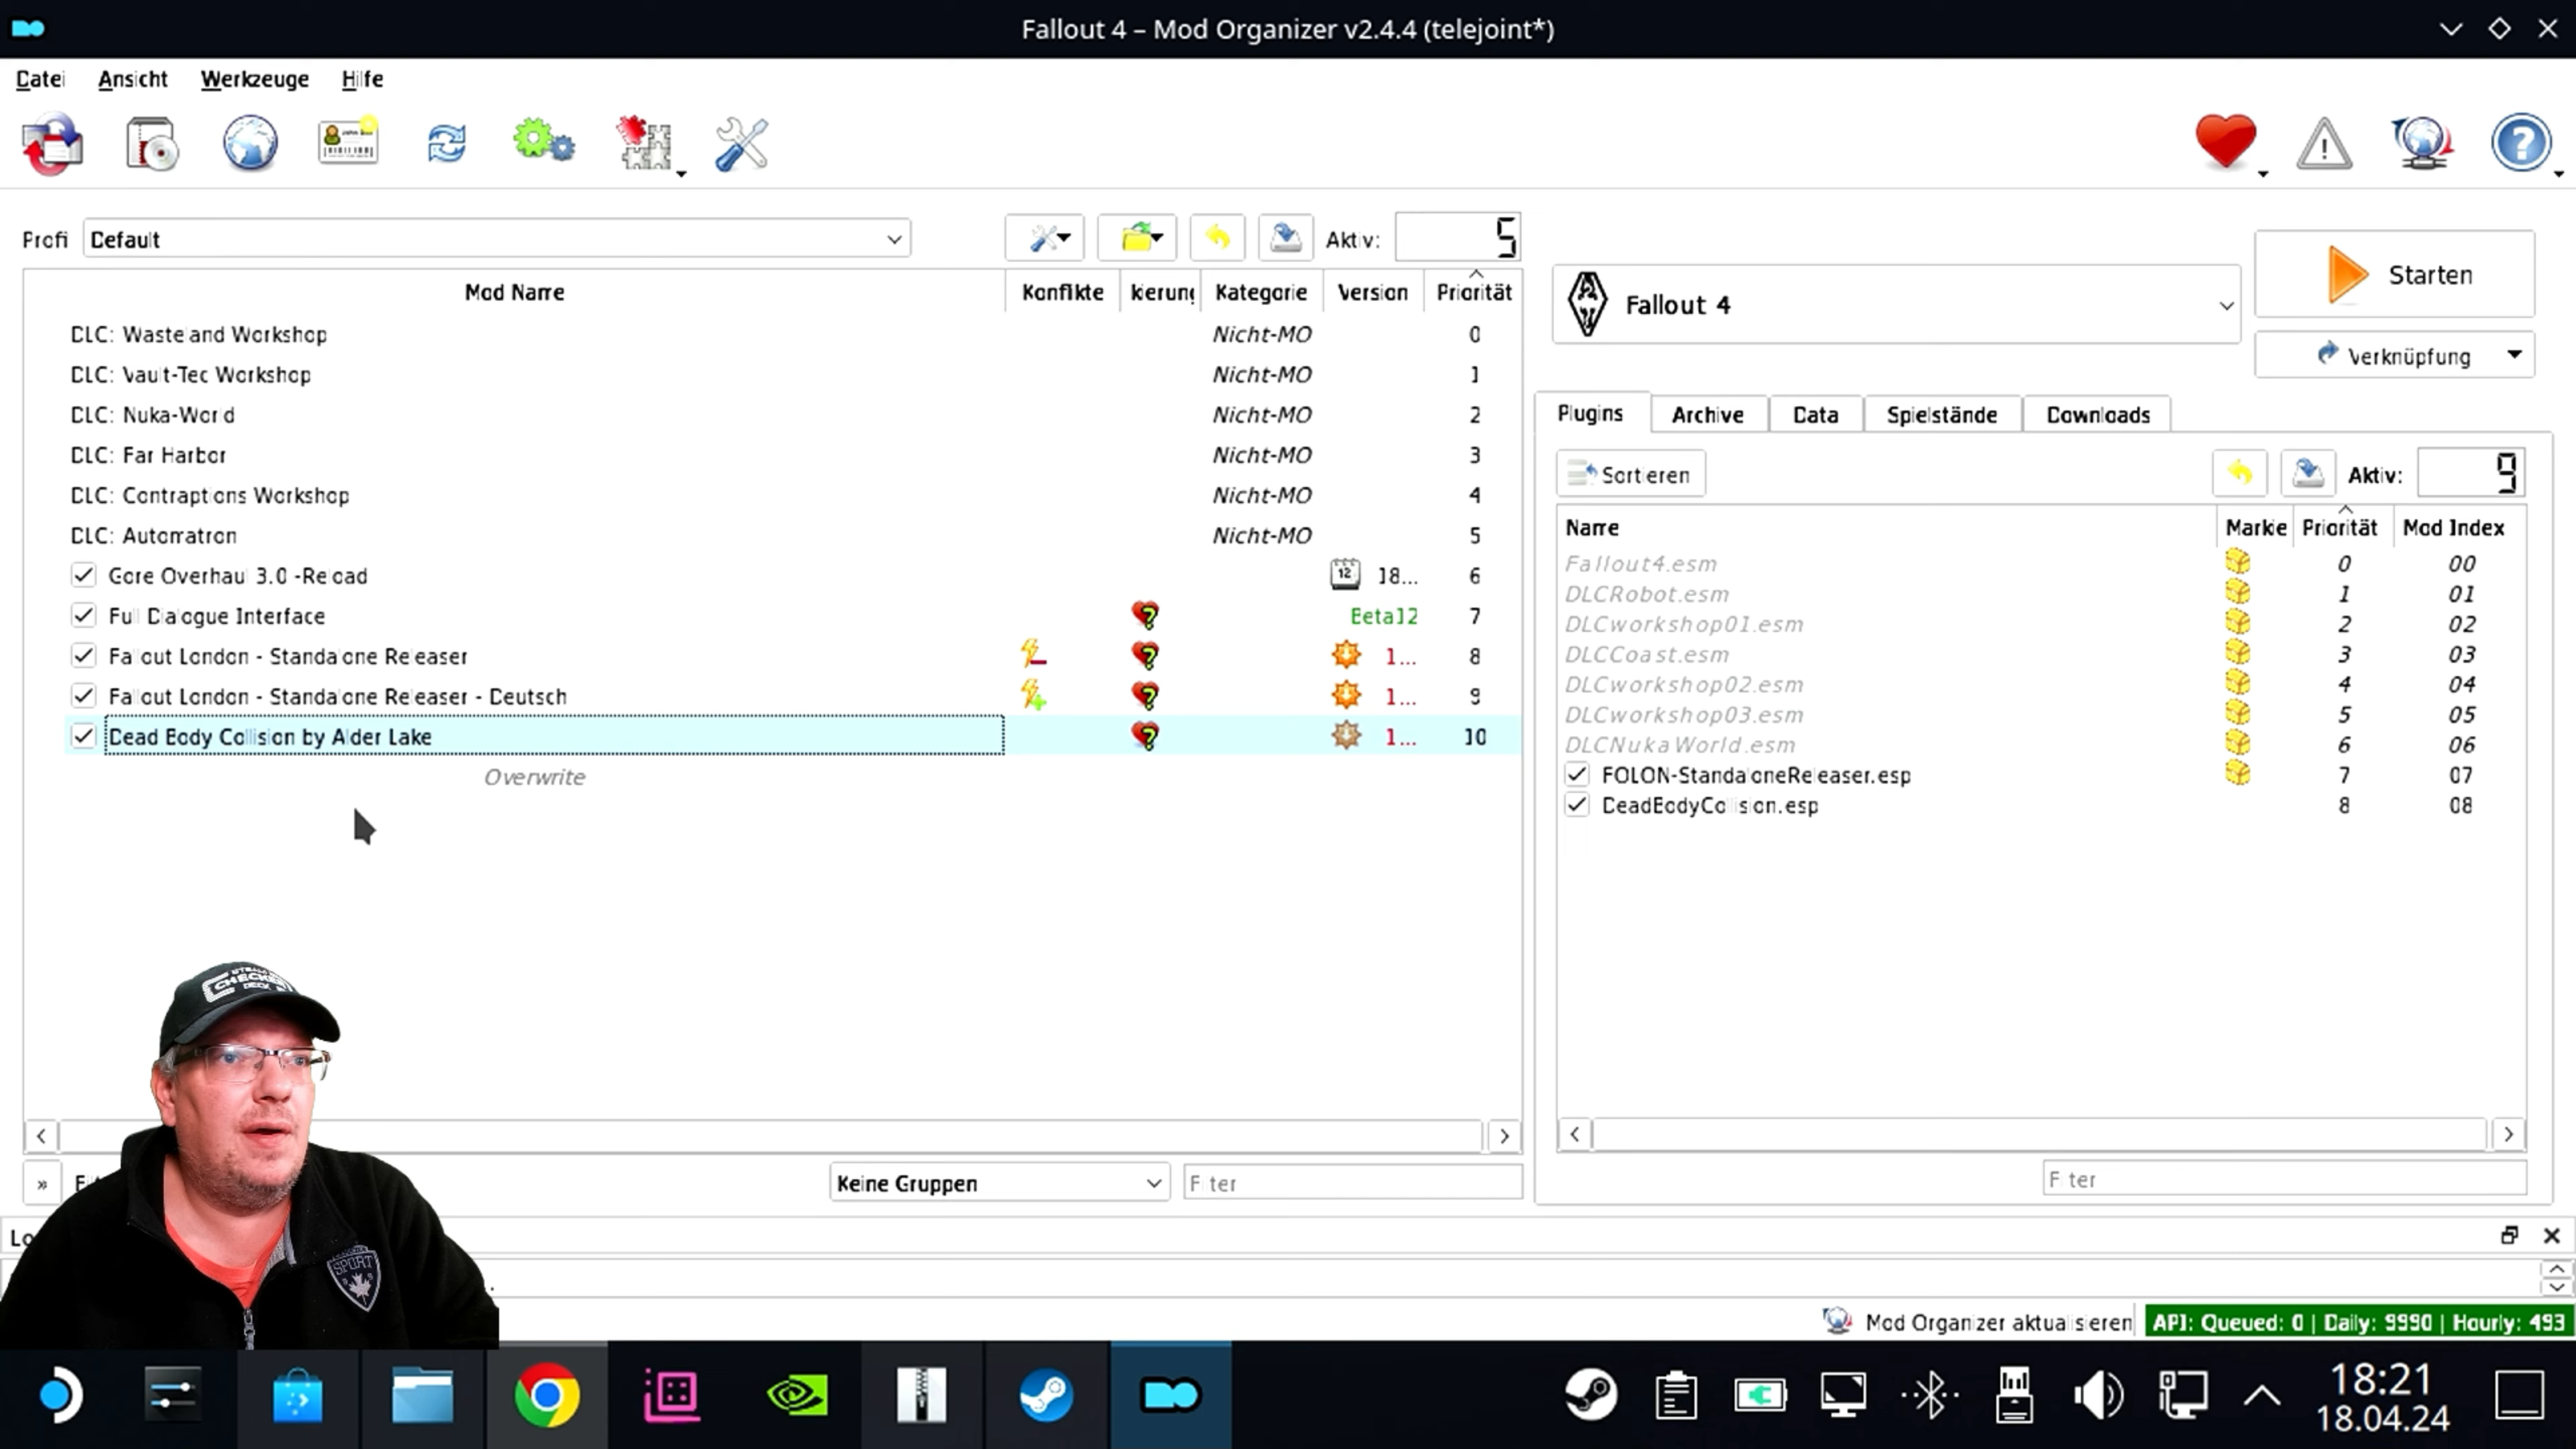 Fallout 4 – Mod Organizer v2.4.4 (telejoint*)
Datei Ansicht Werkzeuge Hilfe
Profi Default Aktiv: 5
Mod Name Konflikte kierung Kategorie Version Priorität
DLC: Wasteland Workshop Nicht-MO 0
DLC: Vault-Tec Workshop Nicht-MO 1
DLC: Nuka-World Nicht-MO 2
DLC: Far Harbor Nicht-MO 3
DLC: Contraptions Workshop Nicht-MO 4
DLC: Automatron Nicht-MO 5
Gore Overhaul 3.0 -Reload 12 18... 6
Full Dialogue Interface Beta12 7
Fallout London - Standalone Releaser 1... 8
Fallout London - Standalone Releaser - Deutsch 1... 9
Dead Body Collision by Alder Lake 1... 10
Overwrite
Keine Gruppen Filter
Fallout 4
Starten
Verknüpfung
Plugins Archive Data Spielstände Downloads
Sortieren Aktiv: 9
Name Markie Priorität Mod Index
Fallout4.esm 0 00
DLCRobot.esm 1 01
DLCworkshop01.esm 2 02
DLCCoast.esm 3 03
DLCworkshop02.esm 4 04
DLCworkshop03.esm 5 05
DLCNukaWorld.esm 6 06
FOLON-StandaloneReleaser.esp 7 07
DeadBodyCollision.esp 8 08
Filter
Lo
CHECKER
DECK
SPORT
Mod Organizer aktualisieren API: Queued: 0 | Daily: 9990 | Hourly: 493
18:21
18.04.24